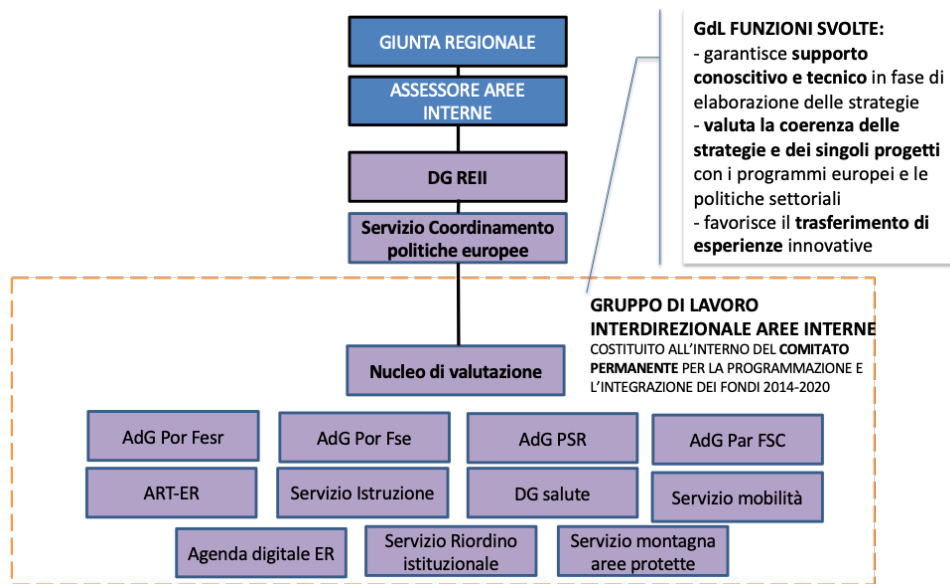 GIUNTA REGIONALE
ASSESSORE AREE
INTERNE
DG REII
Servizio Coordinamento
politiche europee
GdL FUNZIONI SVOLTE:
- garantisce supporto
conoscitivo e tecnico in fase di
elaborazione delle strategie
- valuta la coerenza delle
strategie e dei singoli progetti
con i programmi europei e le
politiche settoriali
- favorisce il trasferimento di
esperienze innovative
GRUPPO DI LAVORO
INTERDIREZIONALE AREE INTERNE
COSTITUITO ALL’INTERNO DEL COMITATO
PERMANENTE PER LA PROGRAMMAZIONE E
L’INTEGRAZIONE DEI FONDI 2014-2020
Nucleo di valutazione
AdG Por Fesr
AdG Por Fse
AdG PSR
AdG Par FSC
ART-ER
Servizio Istruzione
DG salute
Servizio mobilità
Agenda digitale ER
Servizio Riordino
istituzionale
Servizio montagna
aree protette